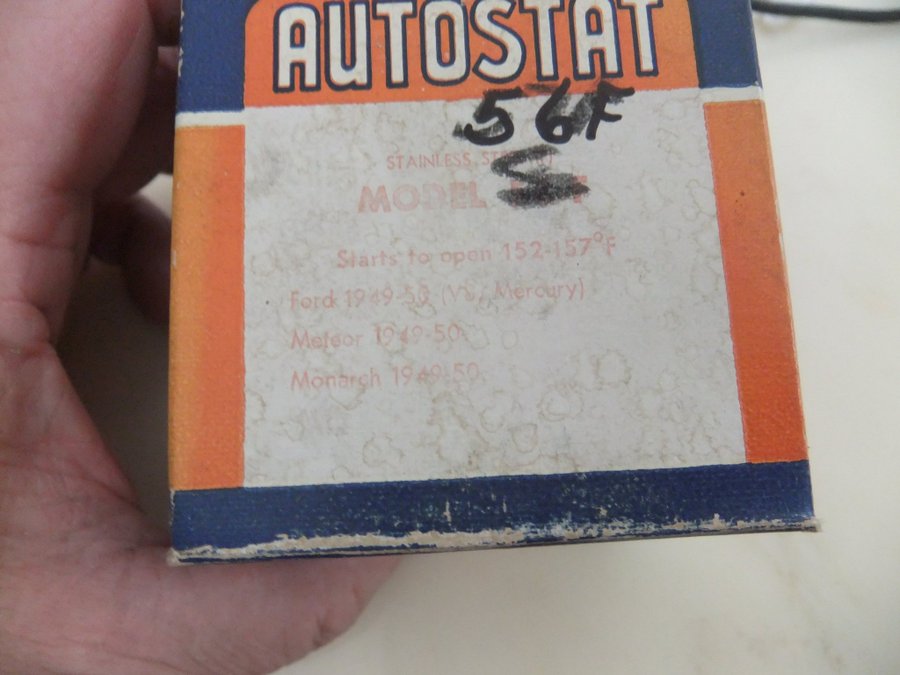 AUTOSTAT
56F
STAINLESS
MODEL
Starts to open 152-157°F
Ford 1949-50 (V8, Mercury)
Meteor 1949-50
Monarch 1949-50